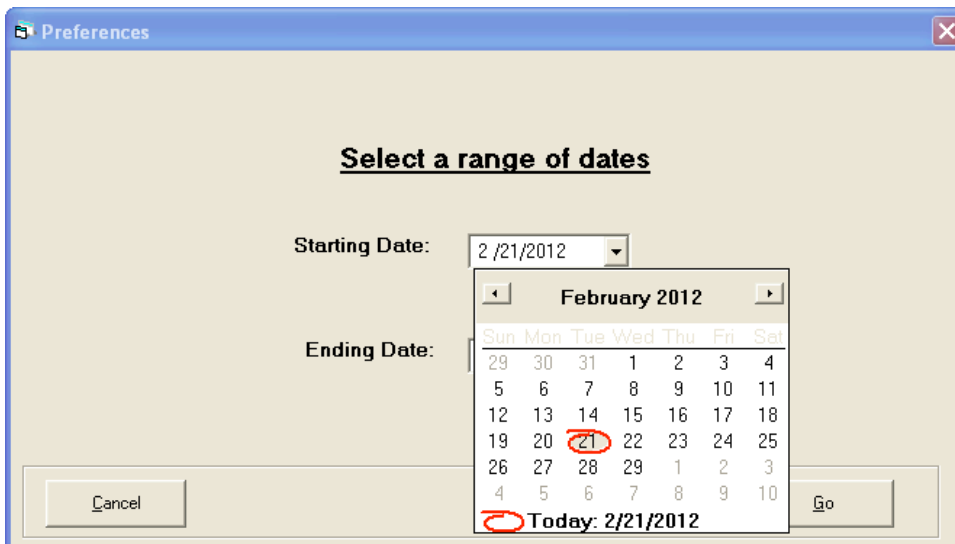 Preferences
Select a range of dates
Starting Date: 2 /21/2012
February 2012
Sun Mon Tue Wed Thu Fri Sat
Ending Date:
29 30 31 1 2 3 4
5 6 7 8 9 10 11
12 13 14 15 16 17 18
19 20 21 22 23 24 25
26 27 28 29 1 2 3
4 5 6 7 8 9 10
Today: 2/21/2012
Cancel
Go